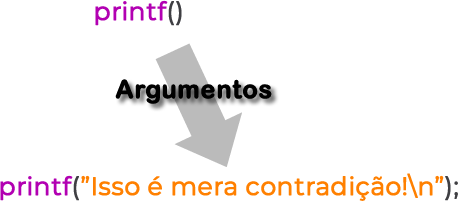 printf()
Argumentos
printf(”Isso é mera contradição!\n”);